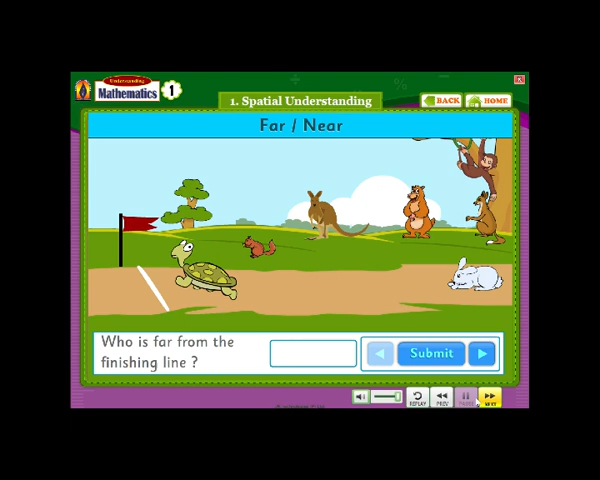 Understanding
Mathematics 1
1. Spatial Understanding
BACK
HOME
Far / Near
Who is far from the
finishing line ?
Submit
REPLAY
PREV
NEXT